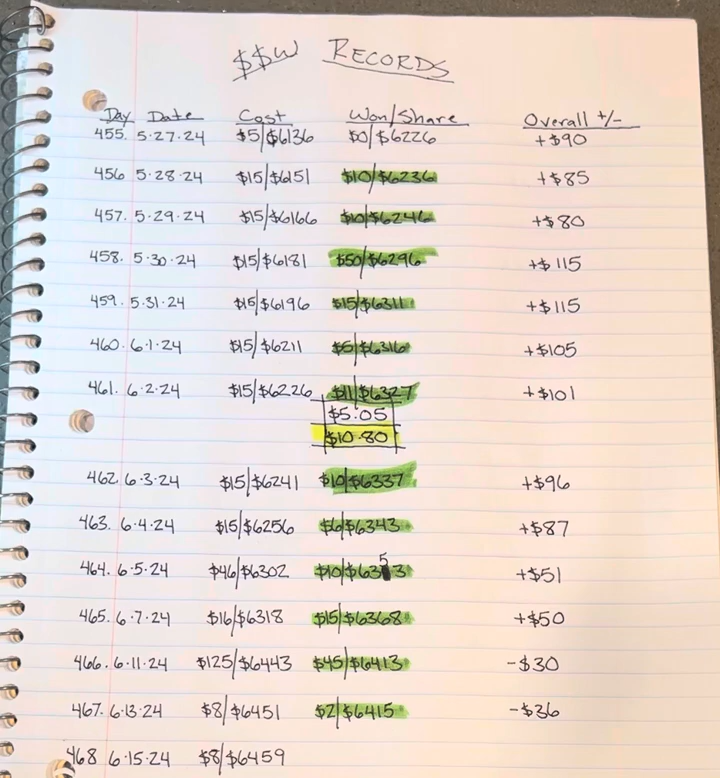 $$W RECORDS
Day Date Cost Won/Share Overall +/-
455. 5·27·24 $5/$6136 $0/$6226 +$90
456 5·28·24 $15/$6151 $10/$6236 +$85
457. 5·29·24 $15/$6166 $10/$6246 +$80
458. 5·30·24 $15/$6181 $50/$6296 +$115
459. 5·31·24 $15/$6196 $15/$6311 +$115
460. 6·1·24 $15/$6211 $5/$6316 +$105
461. 6·2·24 $15/$6226 $11/$6327 +$101
$5.05
$10.80
462. 6·3·24 $15/$6241 $10/$6337 +$96
463. 6·4·24 $15/$6256 $6/$6343 +$87
464. 6·5·24 $46/$6302 $10/$6353 +$51
465. 6·7·24 $16/$6318 $15/$6368 +$50
466. 6·11·24 $125/$6443 $45/$6413 -$30
467. 6·13·24 $8/$6451 $2/$6415 -$36
468 6·15·24 $8/$6459